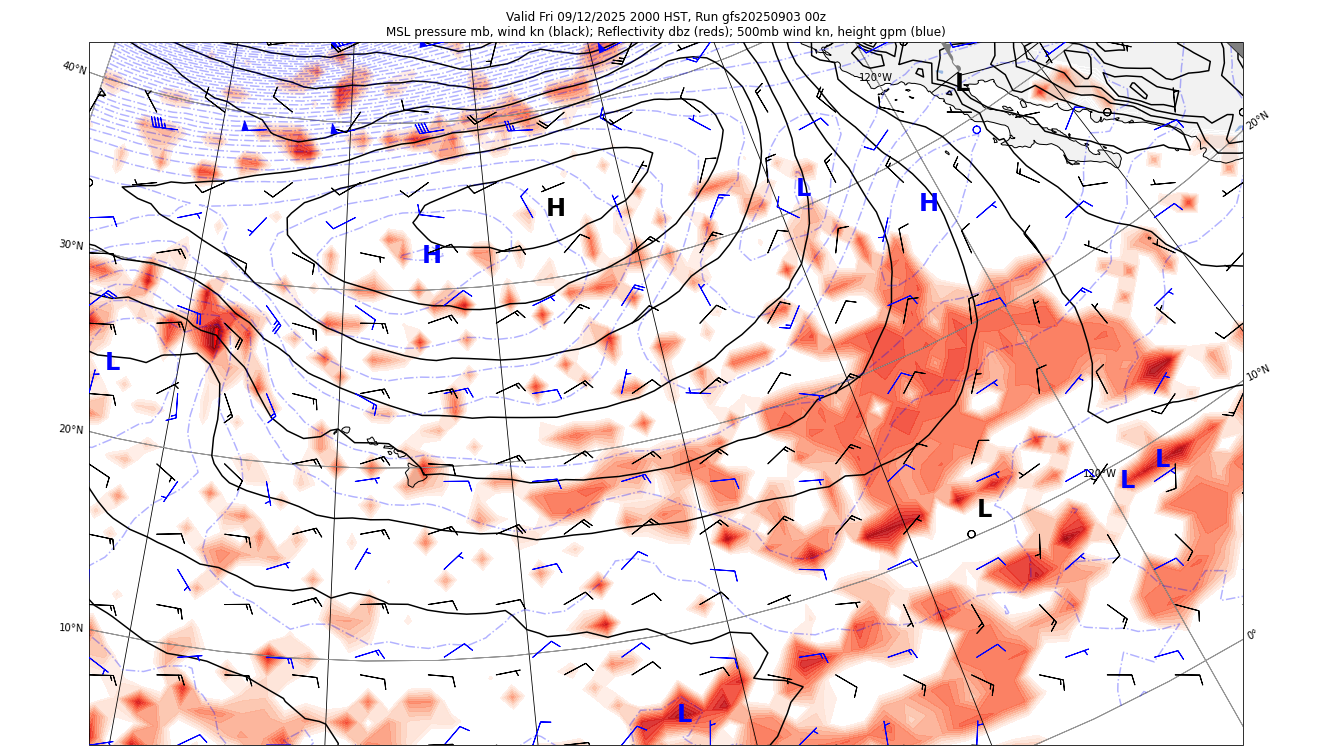 Valid Fri 09/12/2025 2000 HST, Run gfs20250903 00z
MSL pressure mb, wind kn (black); Reflectivity dbz (reds); 500mb wind kn, height gpm (blue)
40°N
120°W
L
20°N
L
H
H
30°N
H
L
10°N
20°N
L
120°W
L
L
10°N
0°
L